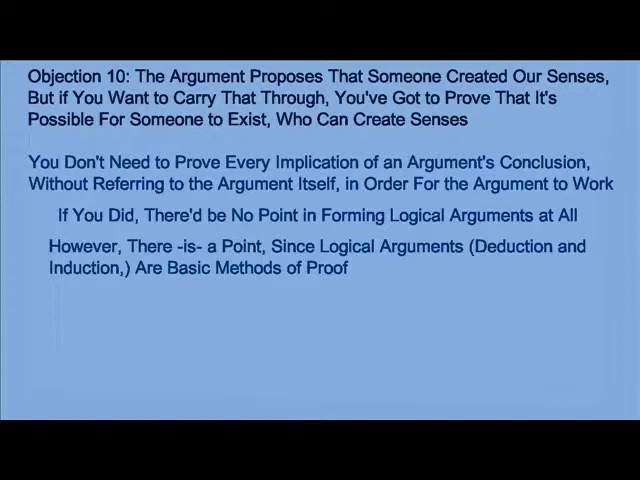 Objection 10: The Argument Proposes That Someone Created Our Senses,
But if You Want to Carry That Through, You've Got to Prove That It's
Possible For Someone to Exist, Who Can Create Senses
You Don't Need to Prove Every Implication of an Argument's Conclusion,
Without Referring to the Argument Itself, in Order For the Argument to Work
If You Did, There'd be No Point in Forming Logical Arguments at All
However, There -is- a Point, Since Logical Arguments (Deduction and
Induction,) Are Basic Methods of Proof